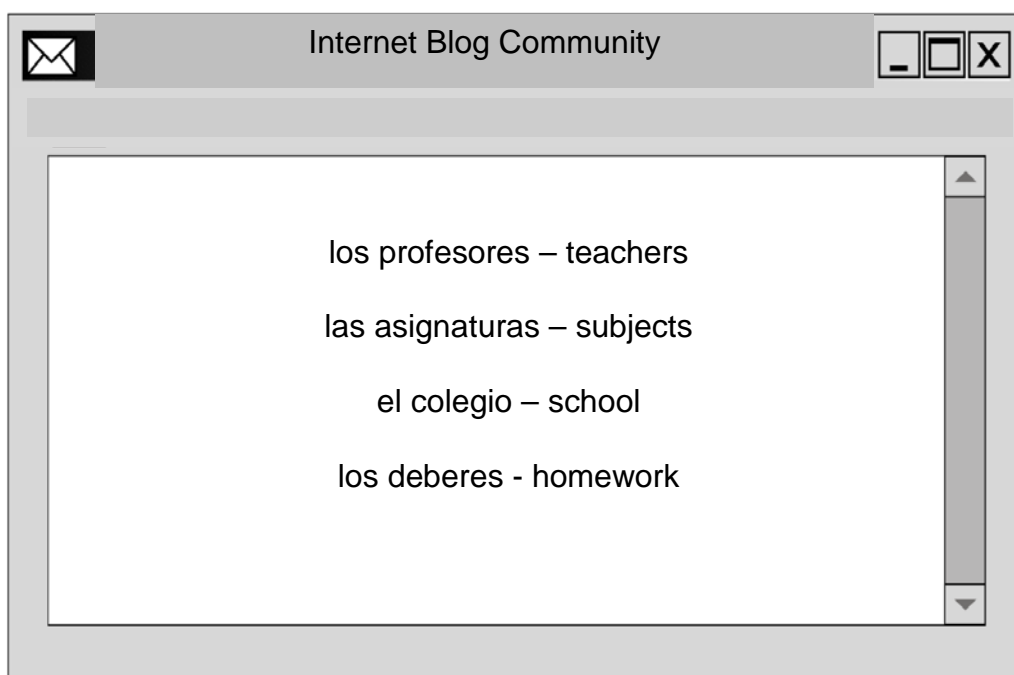 Internet Blog Community
los profesores – teachers
las asignaturas – subjects
el colegio – school
los deberes - homework